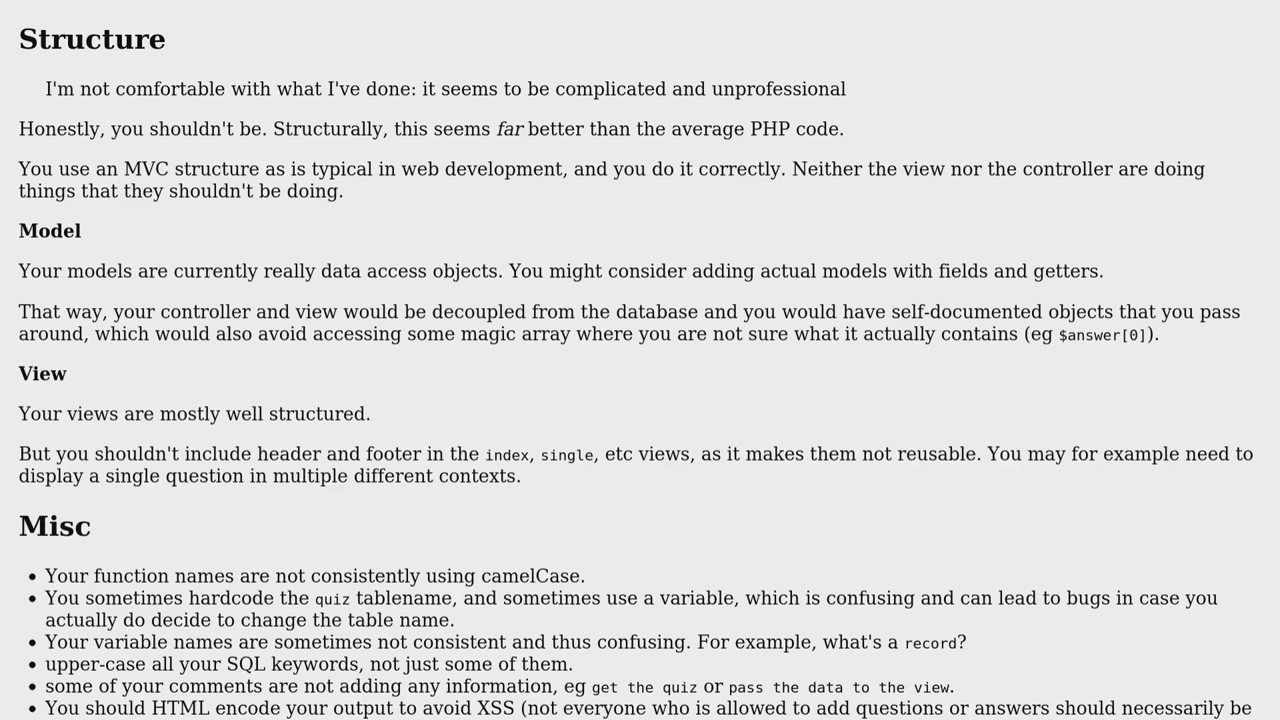 Structure
I'm not comfortable with what I've done: it seems to be complicated and unprofessional
Honestly, you shouldn't be. Structurally, this seems far better than the average PHP code.
You use an MVC structure as is typical in web development, and you do it correctly. Neither the view nor the controller are doing
things that they shouldn't be doing.
Model
Your models are currently really data access objects. You might consider adding actual models with fields and getters.
That way, your controller and view would be decoupled from the database and you would have self-documented objects that you pass
around, which would also avoid accessing some magic array where you are not sure what it actually contains (eg $answer[0]).
View
Your views are mostly well structured.
But you shouldn't include header and footer in the index, single, etc views, as it makes them not reusable. You may for example need to
display a single question in multiple different contexts.
Misc
• Your function names are not consistently using camelCase.
• You sometimes hardcode the quiz tablename, and sometimes use a variable, which is confusing and can lead to bugs in case you
actually do decide to change the table name.
• Your variable names are sometimes not consistent and thus confusing. For example, what's a record?
• upper-case all your SQL keywords, not just some of them.
• some of your comments are not adding any information, eg get the quiz or pass the data to the view.
• You should HTML encode your output to avoid XSS (not everyone who is allowed to add questions or answers should necessarily be